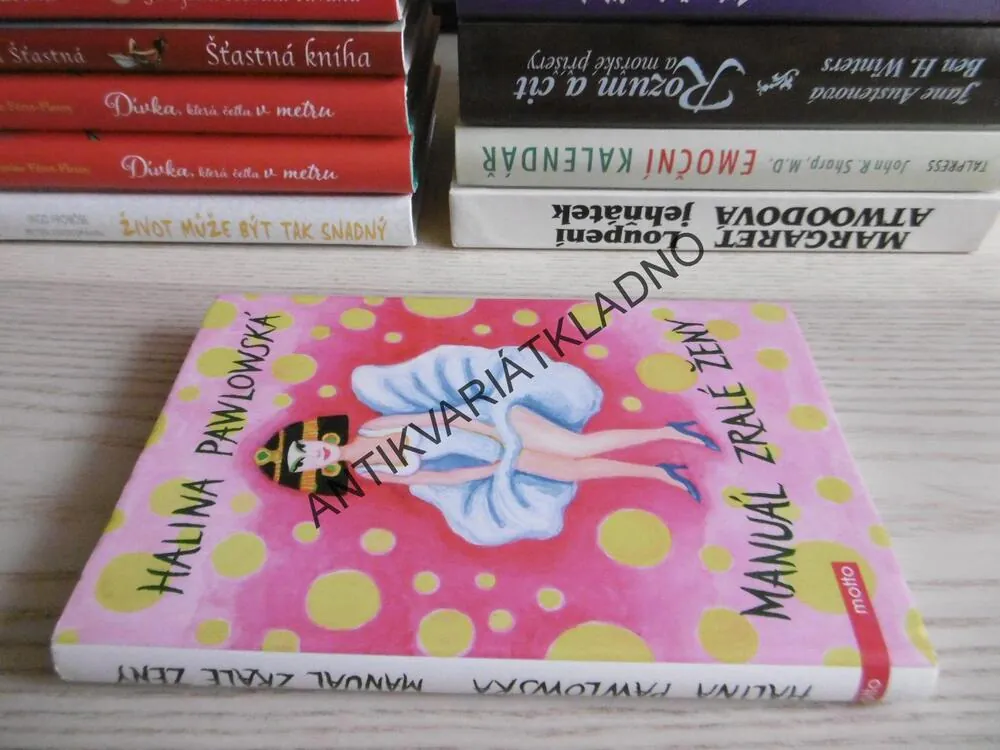 Šťastná
Šťastná kniha
Dívka, která četla v metru
Dívka, která četla v metru
ŽIVOT MŮŽE BÝT TAK SNADNÝ
Jane Austenová
Ben H. Winters
Rozum a cit
a mořské příšery
TALPRESS John R. Sharp, M.D. EMOČNÍ KALENDÁŘ
MARGARET
ATWOODOVÁ
Loupení
jehňátek
ANTIKVARIÁTKLADNO
HALINA PAWLOWSKÁ
MANUÁL ZRALÉ ŽENY
motto
HALINA PAWLOWSKÁ MANUÁL ZRALÉ ŽENY
motto